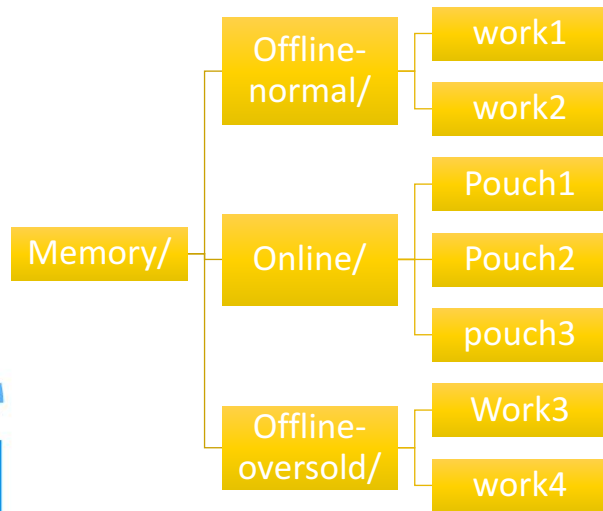 Memory/
Offline-
normal/
work1
work2
Online/
Pouch1
Pouch2
pouch3
Offline-
oversold/
Work3
work4